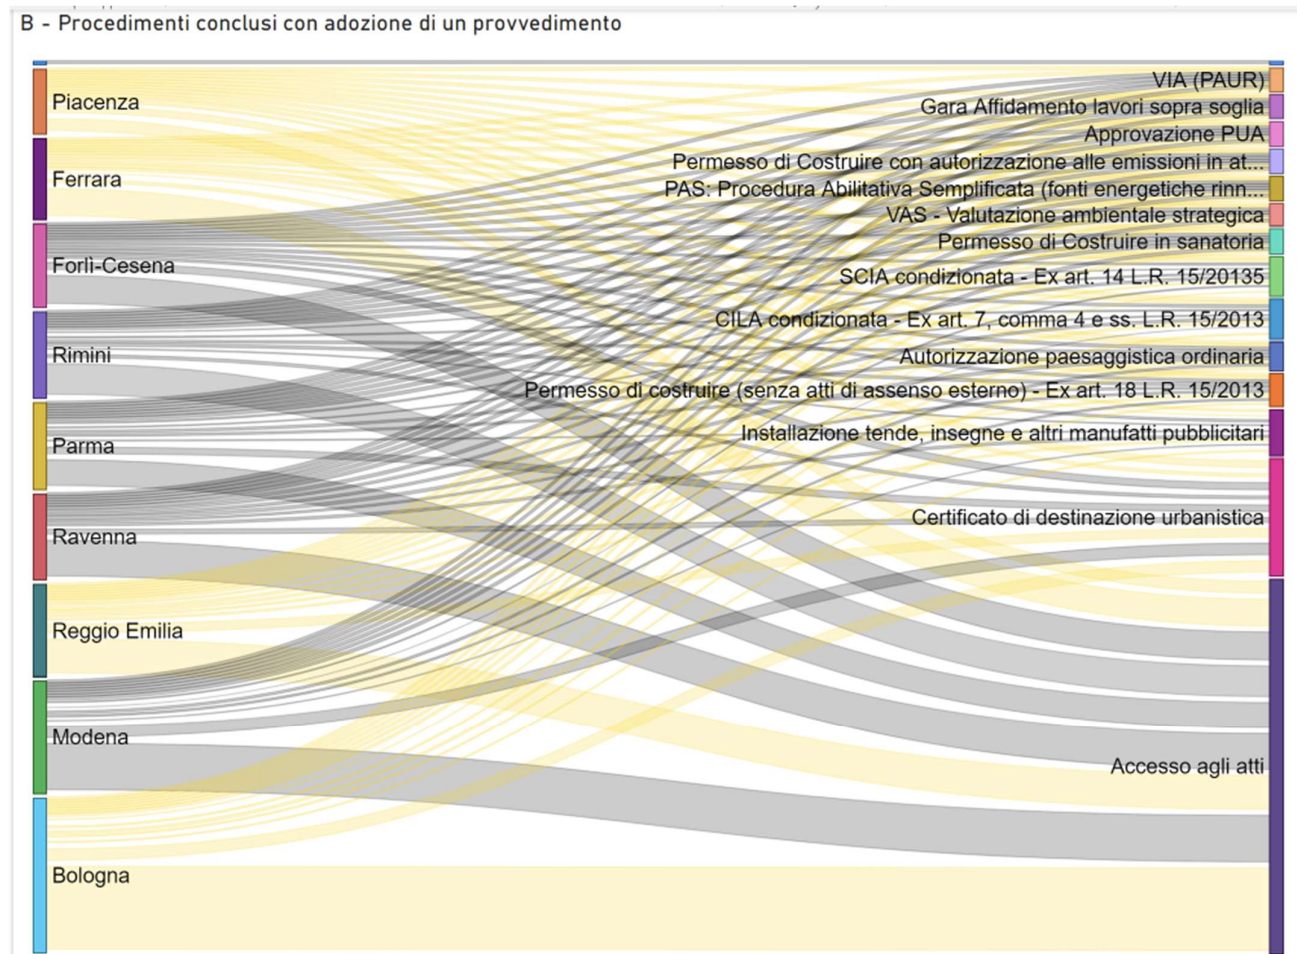 B - Procedimenti conclusi con adozione di un provvedimento
Piacenza
Ferrara
Forlì-Cesena
Rimini
Parma
Ravenna
Reggio Emilia
Modena
Bologna
VIA (PAUR)
Gara Affidamento lavori sopra soglia
Approvazione PUA
Permesso di Costruire con autorizzazione alle emissioni in at...
PAS: Procedura Abilitativa Semplificata (fonti energetiche rinn...
VAS - Valutazione ambientale strategica
Permesso di Costruire in sanatoria
SCIA condizionata - Ex art. 14 L.R. 15/20135
CILA condizionata - Ex art. 7, comma 4 e ss. L.R. 15/2013
Autorizzazione paesaggistica ordinaria
Permesso di costruire (senza atti di assenso esterno) - Ex art. 18 L.R. 15/2013
Installazione tende, insegne e altri manufatti pubblicitari
Certificato di destinazione urbanistica
Accesso agli atti